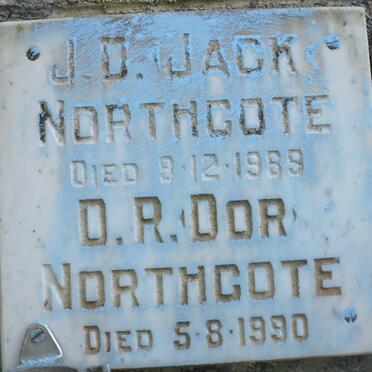 J.O. (JACK)
NORTHCOTE
DIED 9·12·1989
O.R. (DOR)
NORTHCOTE
DIED 5·8·1990